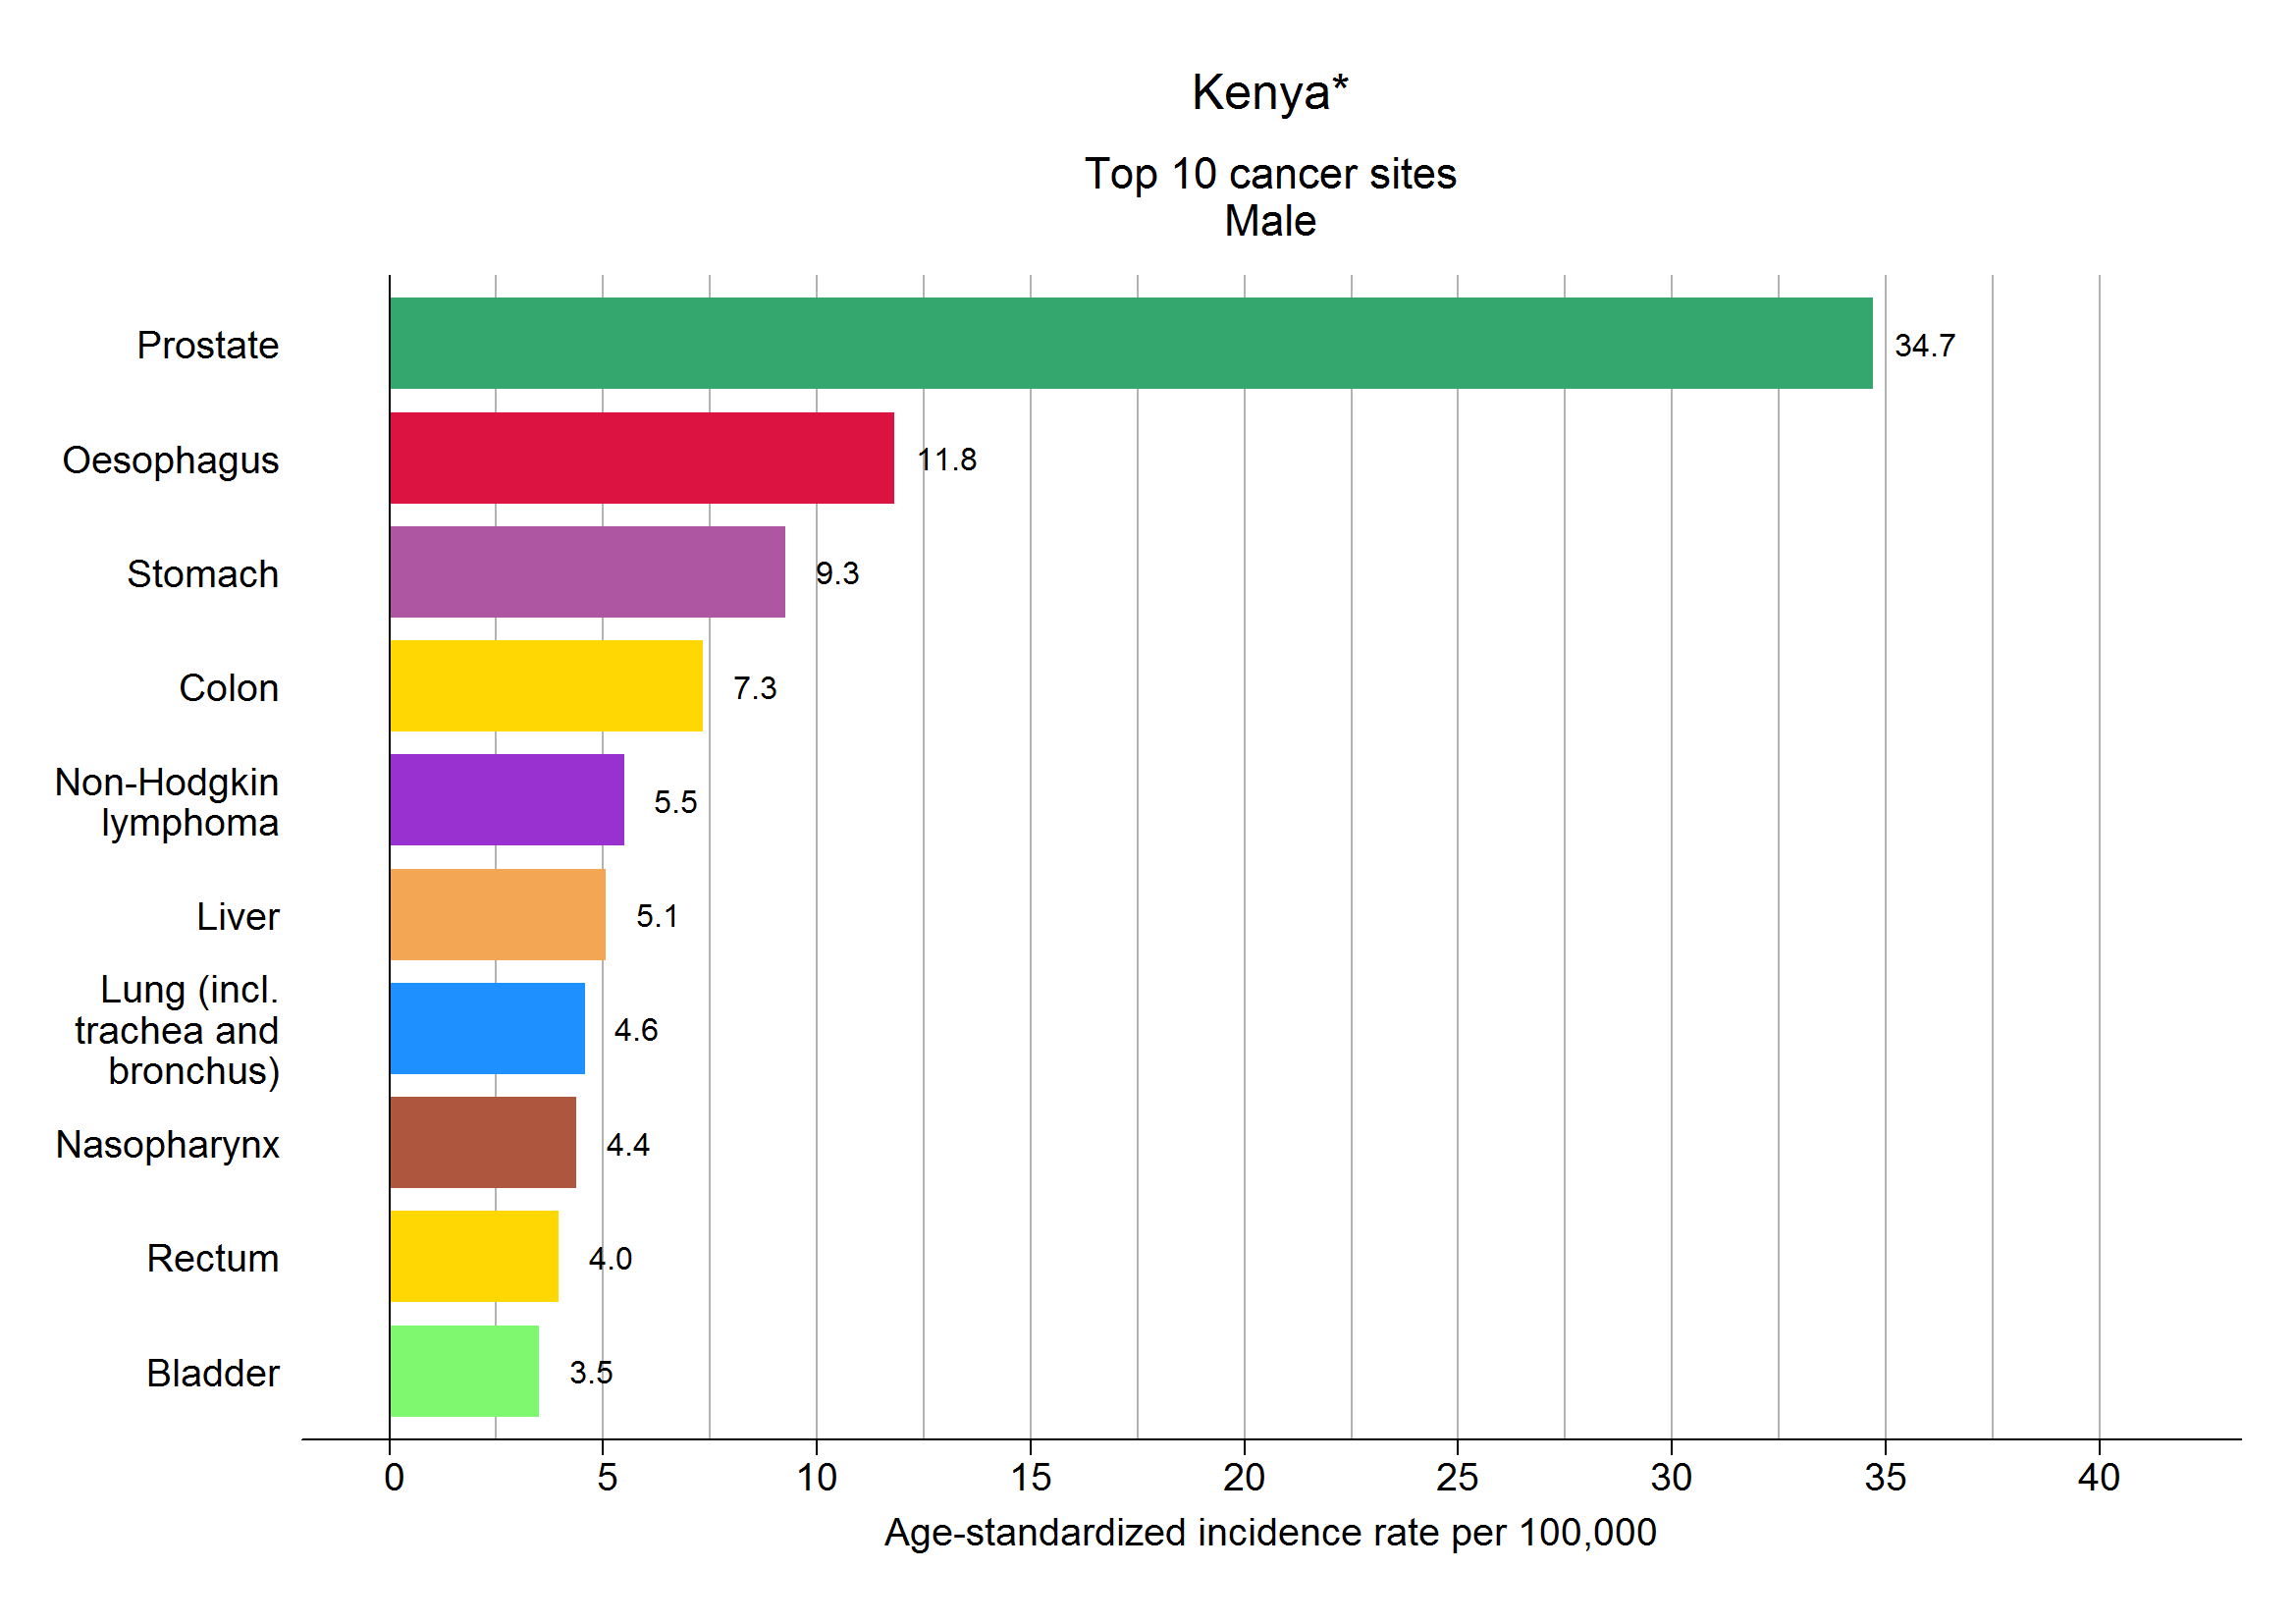 Kenya*
Top 10 cancer sites
Male
Prostate
34.7
Oesophagus
11.8
Stomach
9.3
Colon
7.3
Non-Hodgkin
lymphoma
5.5
Liver
5.1
Lung (incl.
trachea and
bronchus)
4.6
Nasopharynx
4.4
Rectum
4.0
Bladder
3.5
0 5 10 15 20 25 30 35 40
Age-standardized incidence rate per 100,000